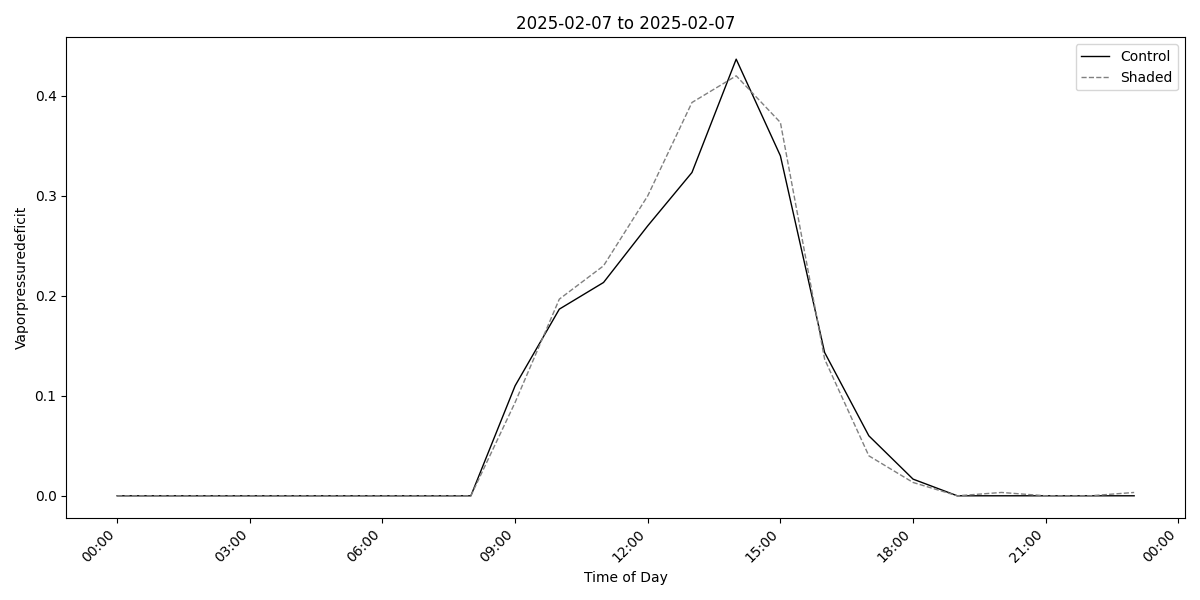 2025-02-07 to 2025-02-07
Control
Shaded
Vaporpressuredeficit
0.4
0.3
0.2
0.1
0.0
00:00
03:00
06:00
09:00
12:00
15:00
18:00
21:00
00:00
Time of Day